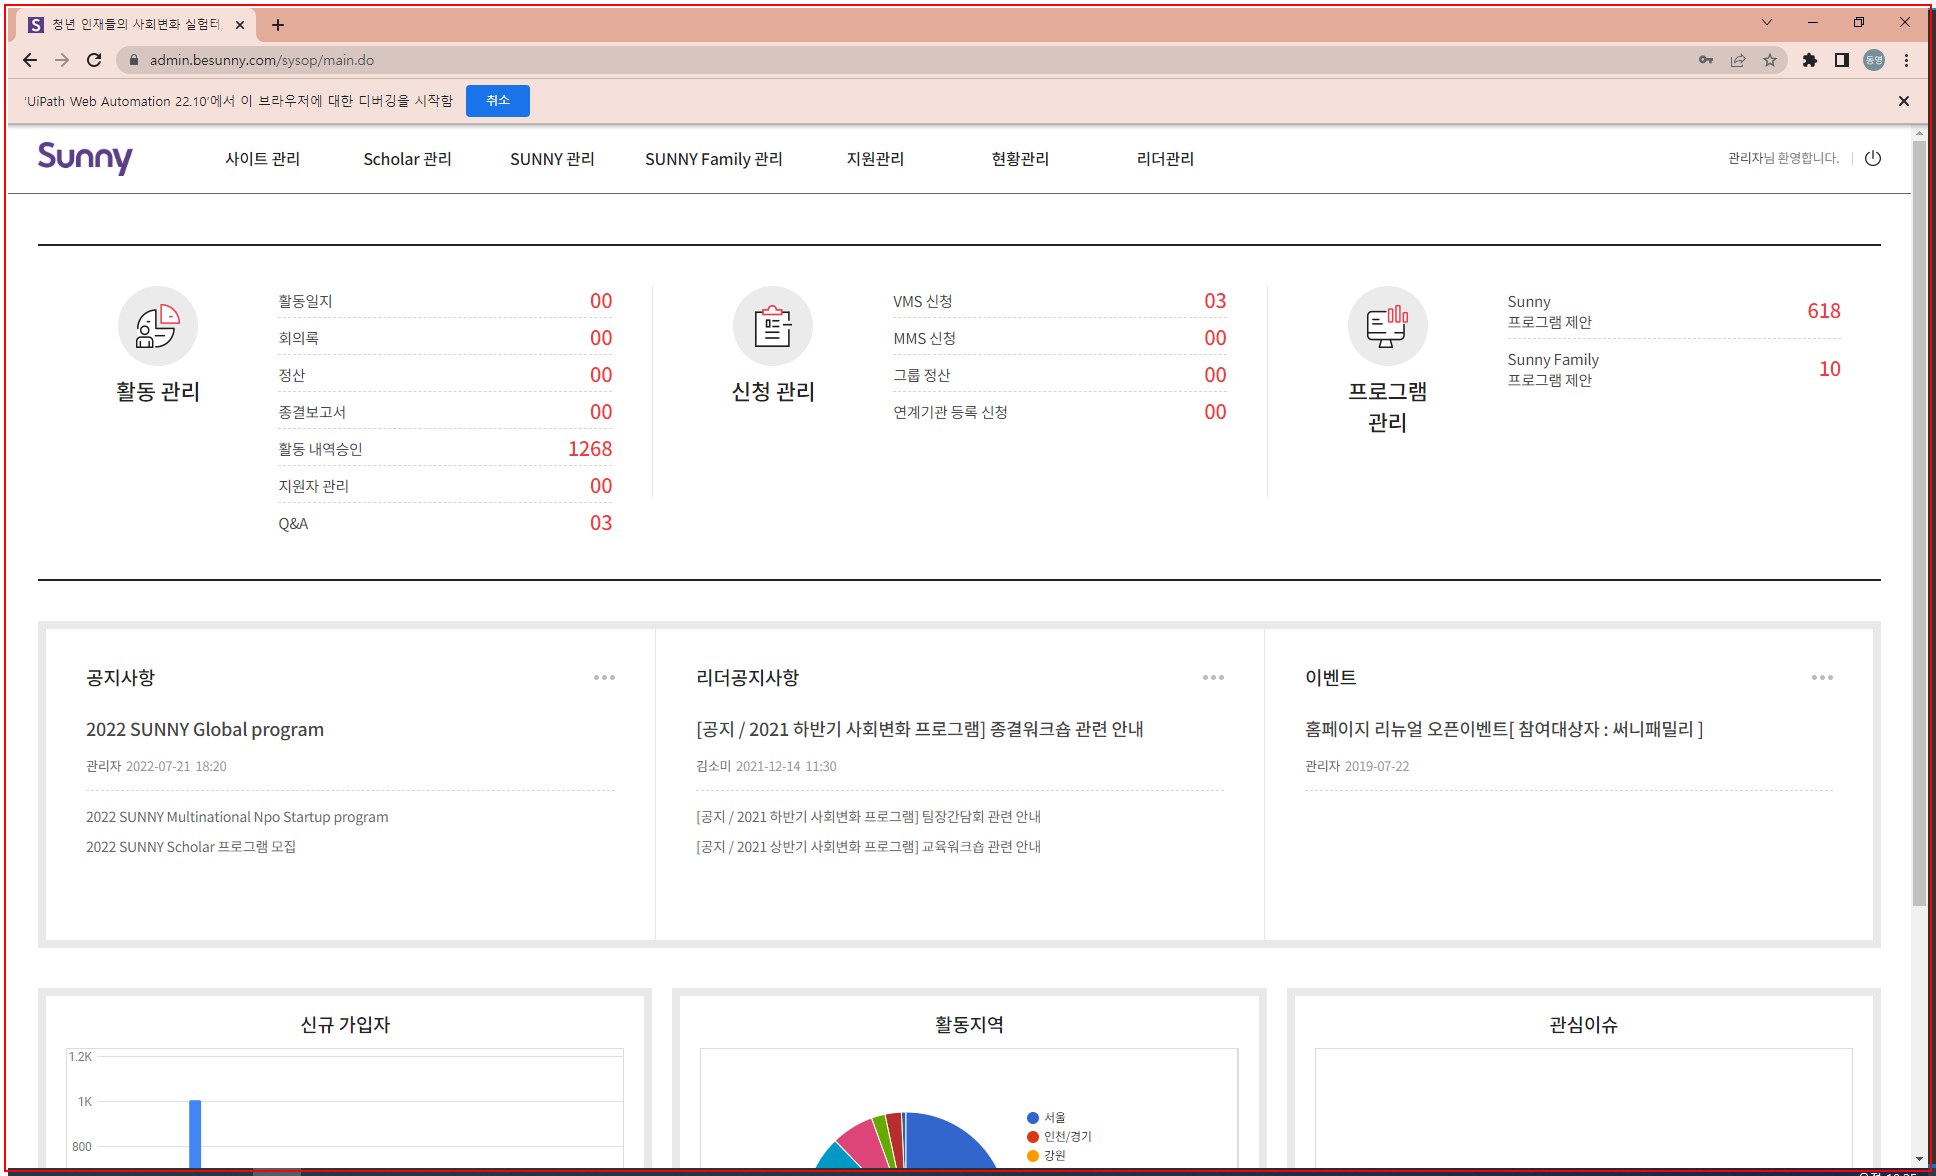 청년 인재들의 사회변화 실험터,
admin.besunny.com/sysop/main.do
동영
'UiPath Web Automation 22.10'에서 이 브라우저에 대한 디버깅을 시작함
취소
Sunny
사이트 관리
Scholar 관리
SUNNY 관리
SUNNY Family 관리
지원관리
현황관리
리더관리
관리자님 환영합니다.
활동 관리
활동일지 00
회의록 00
정산 00
종결보고서 00
활동 내역승인 1268
지원자 관리 00
Q&A 03
신청 관리
VMS 신청 03
MMS 신청 00
그룹 정산 00
연계기관 등록 신청 00
프로그램
관리
Sunny
프로그램 제안 618
Sunny Family
프로그램 제안 10
공지사항
2022 SUNNY Global program
관리자 2022-07-21 18:20
2022 SUNNY Multinational Npo Startup program
2022 SUNNY Scholar 프로그램 모집
리더공지사항
[공지 / 2021 하반기 사회변화 프로그램] 종결워크숍 관련 안내
김소미 2021-12-14 11:30
[공지 / 2021 하반기 사회변화 프로그램] 팀장간담회 관련 안내
[공지 / 2021 상반기 사회변화 프로그램] 교육워크숍 관련 안내
이벤트
홈페이지 리뉴얼 오픈이벤트[ 참여대상자 : 써니패밀리 ]
관리자 2019-07-22
신규 가입자
1.2K
1K
800
활동지역
서울
인천/경기
강원
관심이슈